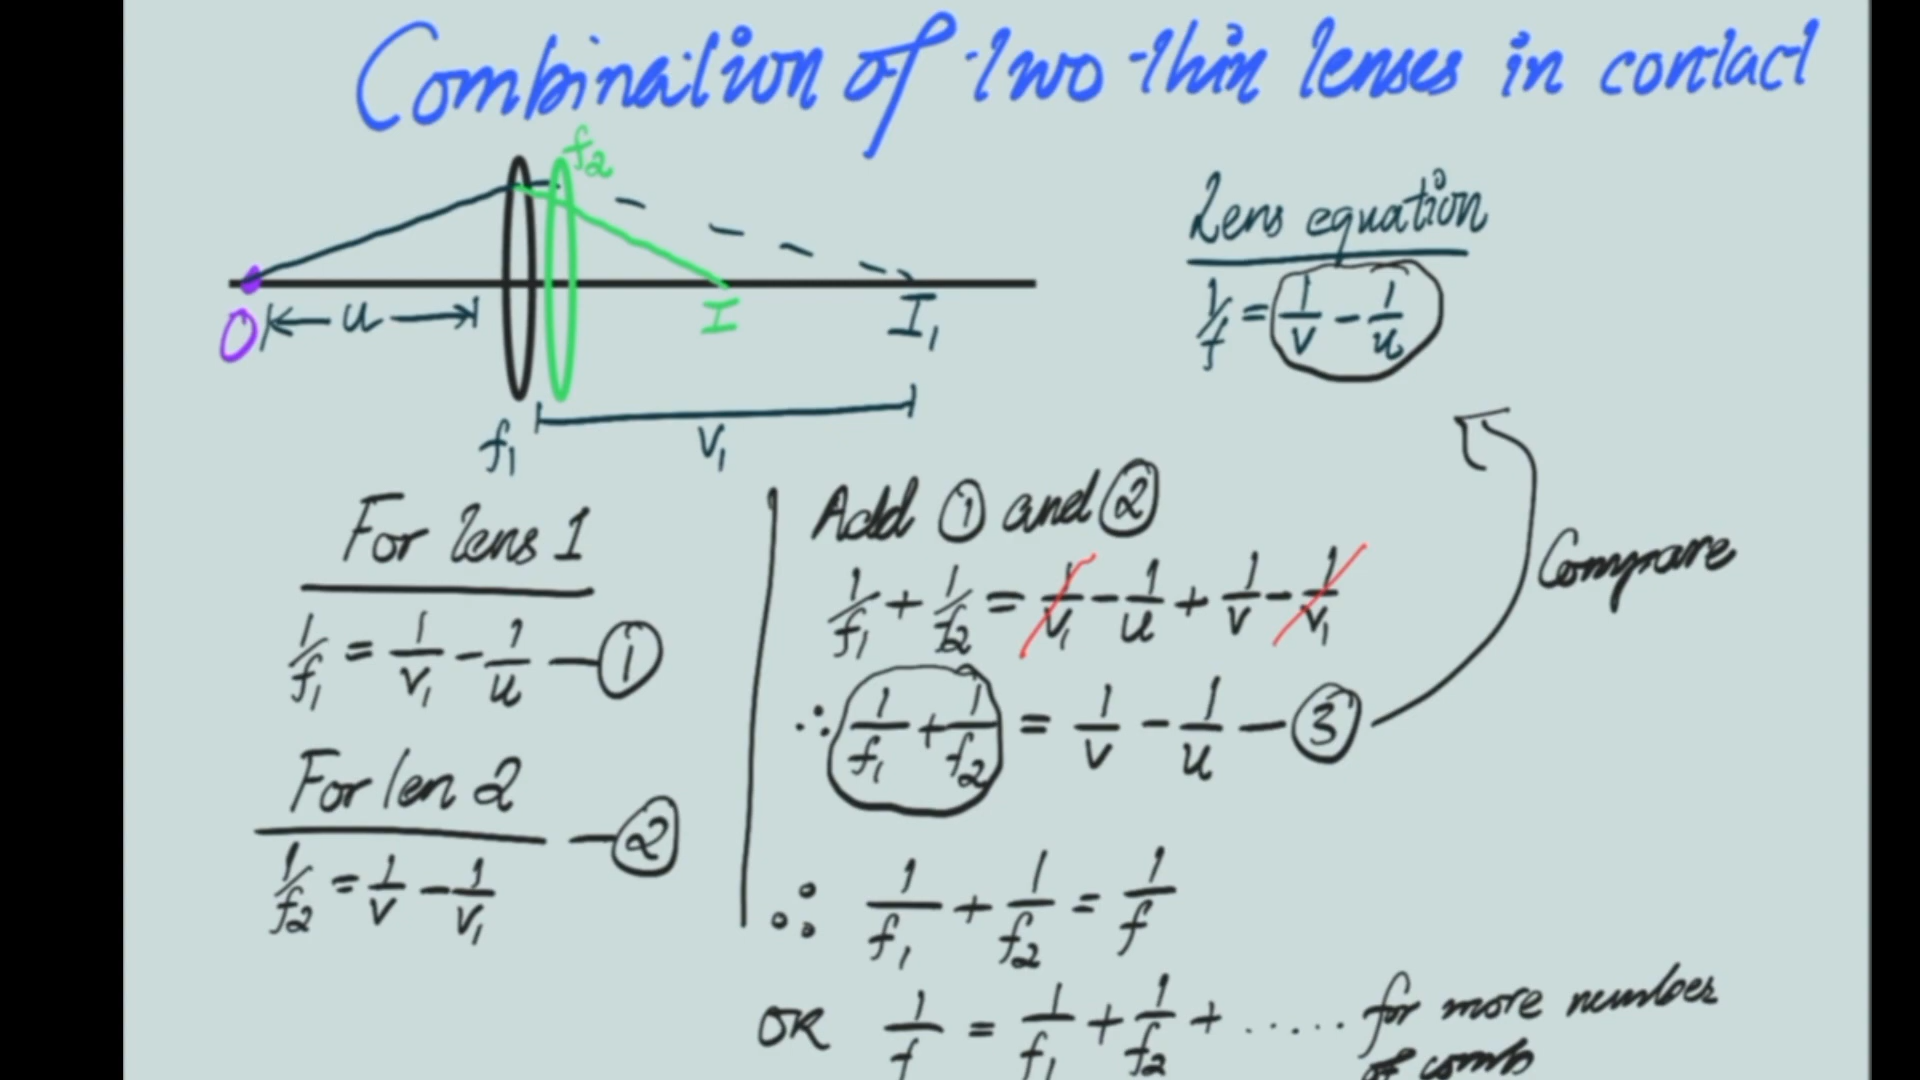 Combination of two thin lenses in contact
f₂
O
u
I
I₁
f₁
v₁
Lens equation
1/f = 1/v - 1/u
For lens 1
1/f₁ = 1/v₁ - 1/u - ①
For len 2
1/f₂ = 1/v - 1/v₁ - ②
Add ① and ②
1/f₁ + 1/f₂ = 1/v₁ - 1/u + 1/v - 1/v₁
∴ 1/f₁ + 1/f₂ = 1/v - 1/u - ③
Compare
∴ 1/f₁ + 1/f₂ = 1/f
OR 1/f = 1/f₁ + 1/f₂ + ...... for more number
of comb